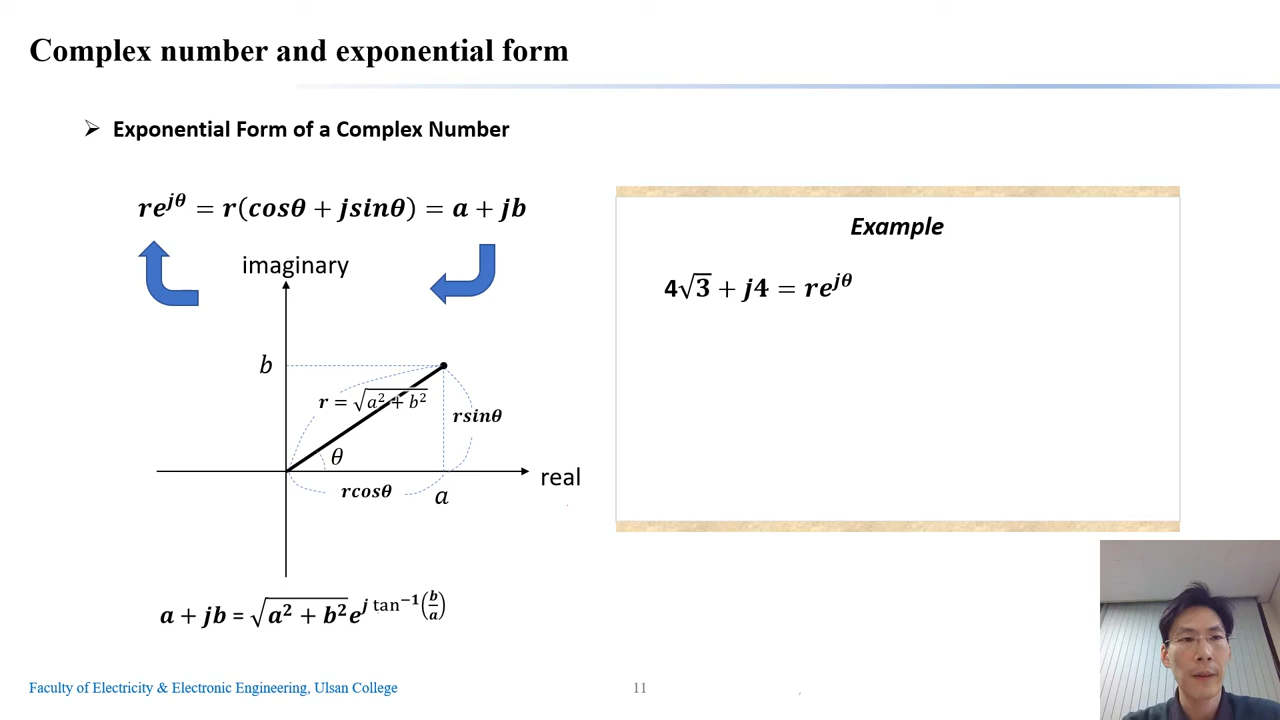 Complex number and exponential form
➢ Exponential Form of a Complex Number
re^{jθ} = r(cosθ + jsinθ) = a + jb
imaginary
b
r = √(a² + b²)
rsinθ
θ
real
rcosθ
a
a + jb = √(a² + b²) e^{j tan⁻¹(b/a)}
Example
4√3 + j4 = re^{jθ}
Faculty of Electricity & Electronic Engineering, Ulsan College
11